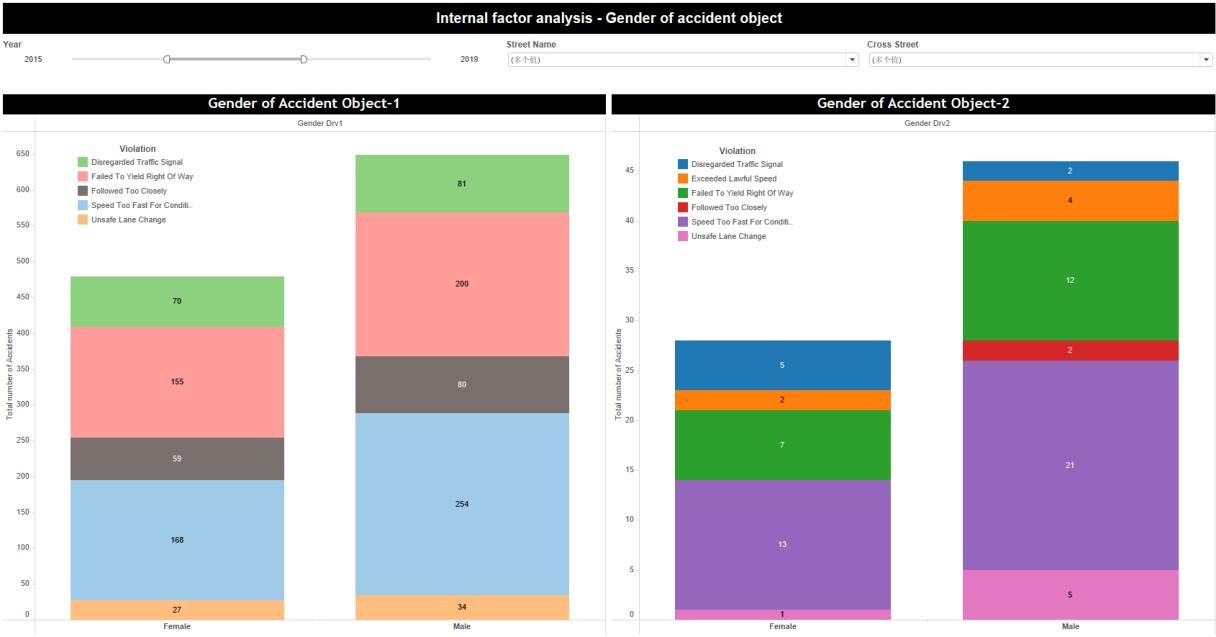 Internal factor analysis - Gender of accident object
Year
2015
2019
Street Name
(多个值)
Cross Street
(多个值)
Gender of Accident Object-1
Gender Drv1
Total number of Accidents
650
600
550
500
450
400
350
300
250
200
150
100
50
0
Violation
Disregarded Traffic Signal
Failed To Yield Right Of Way
Followed Too Closely
Speed Too Fast For Conditi..
Unsafe Lane Change
70
155
59
168
27
81
200
80
254
34
Female
Male
Gender of Accident Object-2
Gender Drv2
Total number of Accidents
45
40
35
30
25
20
15
10
5
0
Violation
Disregarded Traffic Signal
Exceeded Lawful Speed
Failed To Yield Right Of Way
Followed Too Closely
Speed Too Fast For Conditi..
Unsafe Lane Change
5
2
7
13
1
2
4
12
2
21
5
Female
Male